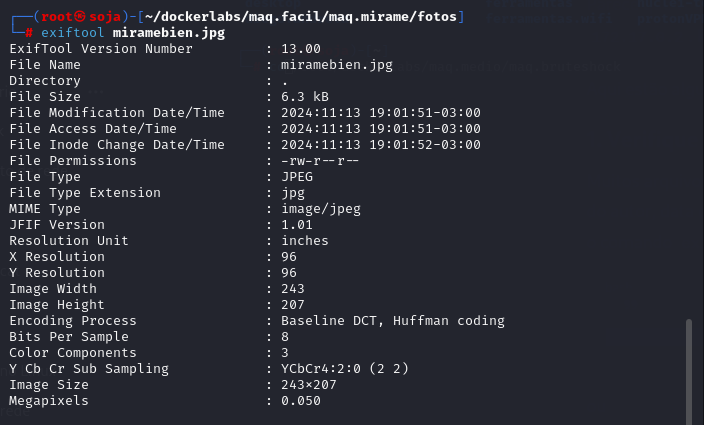 ┌──(root㉿soja)-[~/dockerlabs/maq.facil/maq.mirame/fotos]
└─# exiftool miramebien.jpg
ExifTool Version Number         : 13.00
File Name                       : miramebien.jpg
Directory                       : .
File Size                       : 6.3 kB
File Modification Date/Time     : 2024:11:13 19:01:51-03:00
File Access Date/Time           : 2024:11:13 19:01:51-03:00
File Inode Change Date/Time     : 2024:11:13 19:01:52-03:00
File Permissions                : -rw-r--r--
File Type                       : JPEG
File Type Extension             : jpg
MIME Type                       : image/jpeg
JFIF Version                    : 1.01
Resolution Unit                 : inches
X Resolution                    : 96
Y Resolution                    : 96
Image Width                     : 243
Image Height                    : 207
Encoding Process                : Baseline DCT, Huffman coding
Bits Per Sample                 : 8
Color Components                : 3
Y Cb Cr Sub Sampling            : YCbCr4:2:0 (2 2)
Image Size                      : 243×207
Megapixels                      : 0.050